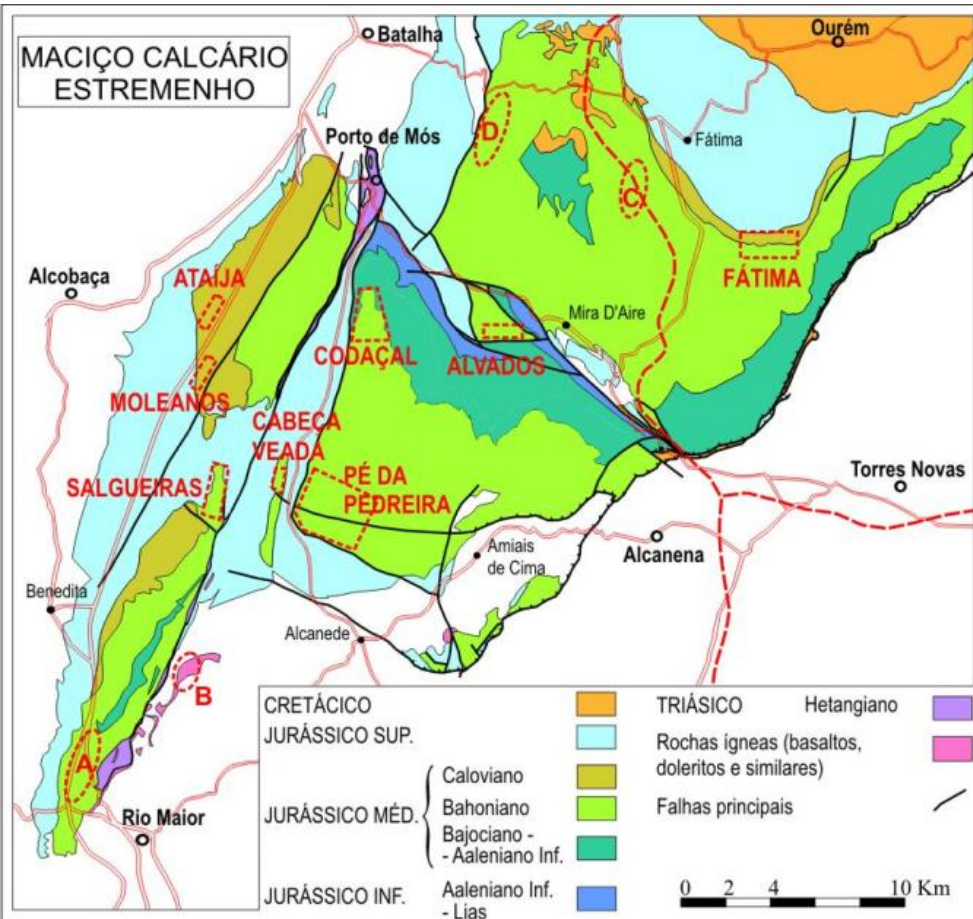 MACIÇO CALCÁRIO
ESTREMENHO
Batalha
Ourém
D
Porto de Mós
Fátima
C
Alcobaça
ATAÍJA
FÁTIMA
Mira D'Aire
CODAÇAL
ALVADOS
MOLEANOS
CABEÇA
VEADA
SALGUEIRAS
PÉ DA
PEDREIRA
Torres Novas
Amiais
de Cima
Alcanena
Benedita
Alcanede
B
A
Rio Maior
CRETÁCICO
JURÁSSICO SUP.
JURÁSSICO MÉD.
Caloviano
Bahoniano
Bajociano -
- Aaleniano Inf.
JURÁSSICO INF.
Aaleniano Inf.
- Lias
TRIÁSICO Hetangiano
Rochas igneas (basaltos,
doleritos e similares)
Falhas principais
0 2 4 10 Km